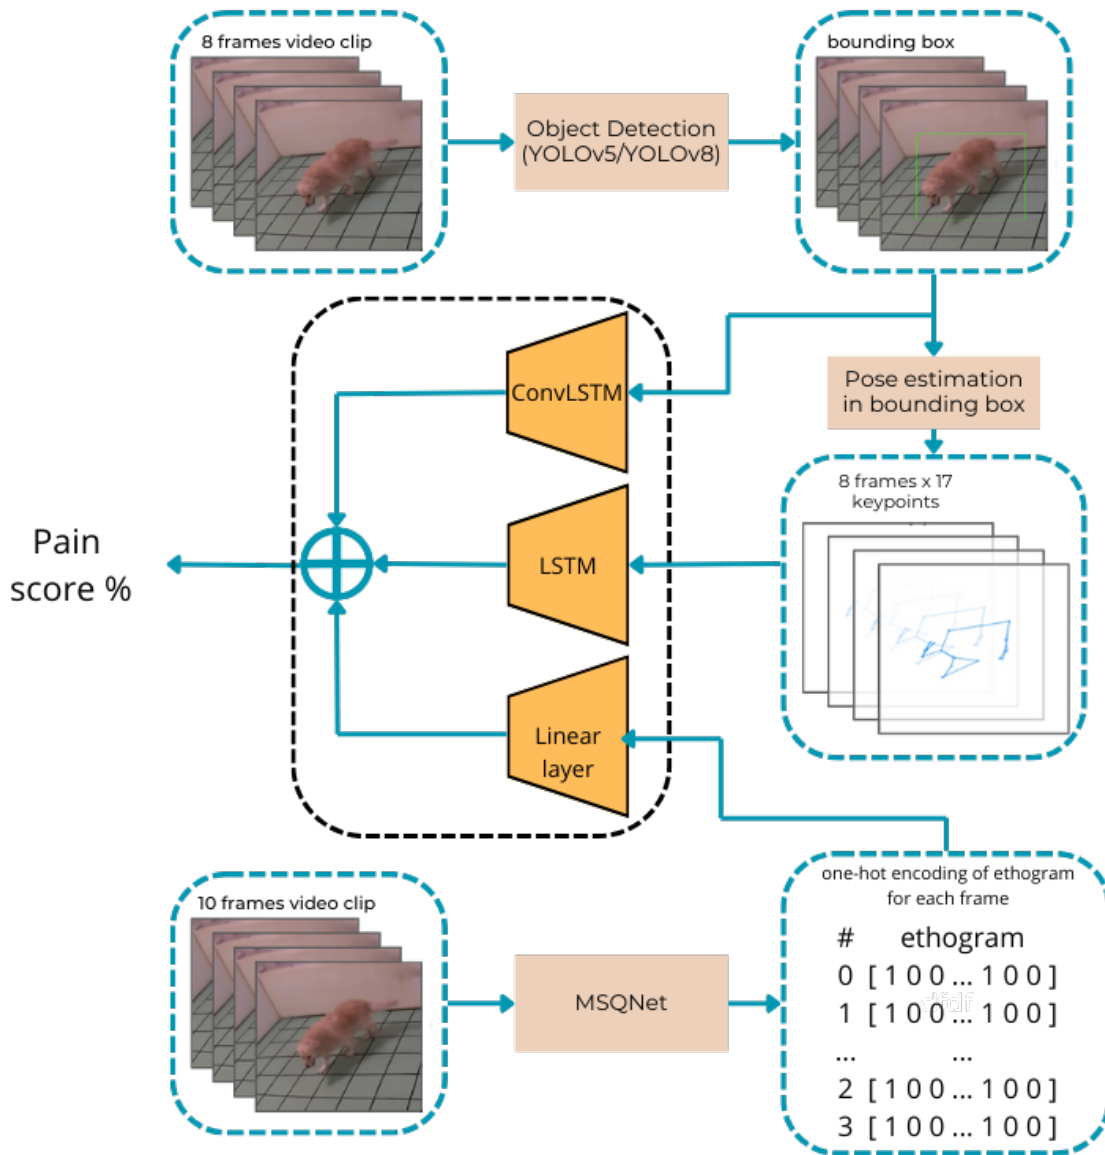 8 frames video clip
Object Detection
(YOLOv5/YOLOv8)
bounding box
ConvLSTM
Pose estimation
in bounding box
8 frames x 17
keypoints
LSTM
Pain
score %
Linear
layer
10 frames video clip
MSQNet
one-hot encoding of ethogram
for each frame
# ethogram
0 [ 1 0 0 ... 1 0 0 ]
dfdf
1 [ 1 0 0 ... 1 0 0 ]
... ...
2 [ 1 0 0 ... 1 0 0 ]
3 [ 1 0 0 ... 1 0 0 ]